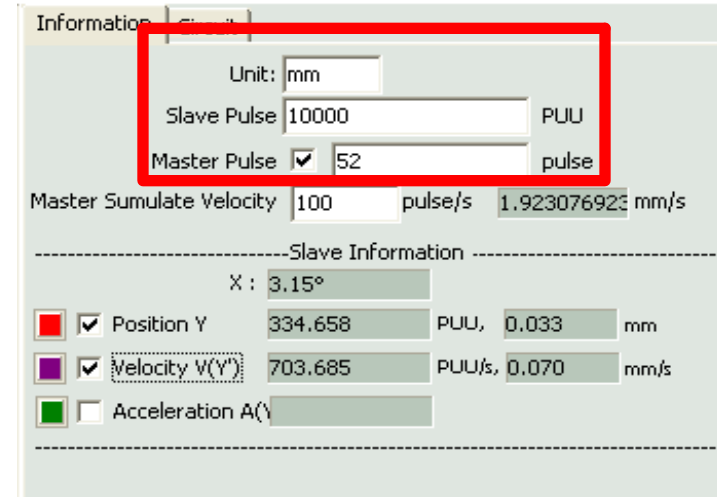 Information
Unit: mm
Slave Pulse 10000 PUU
Master Pulse 52 pulse
Master Sumulate Velocity 100 pulse/s 1.923076923 mm/s
-----------------------------Slave Information ----------------------------
X : 3.15°
Position Y 334.658 PUU, 0.033 mm
Velocity V(Y') 703.685 PUU/s, 0.070 mm/s
Acceleration A(Y